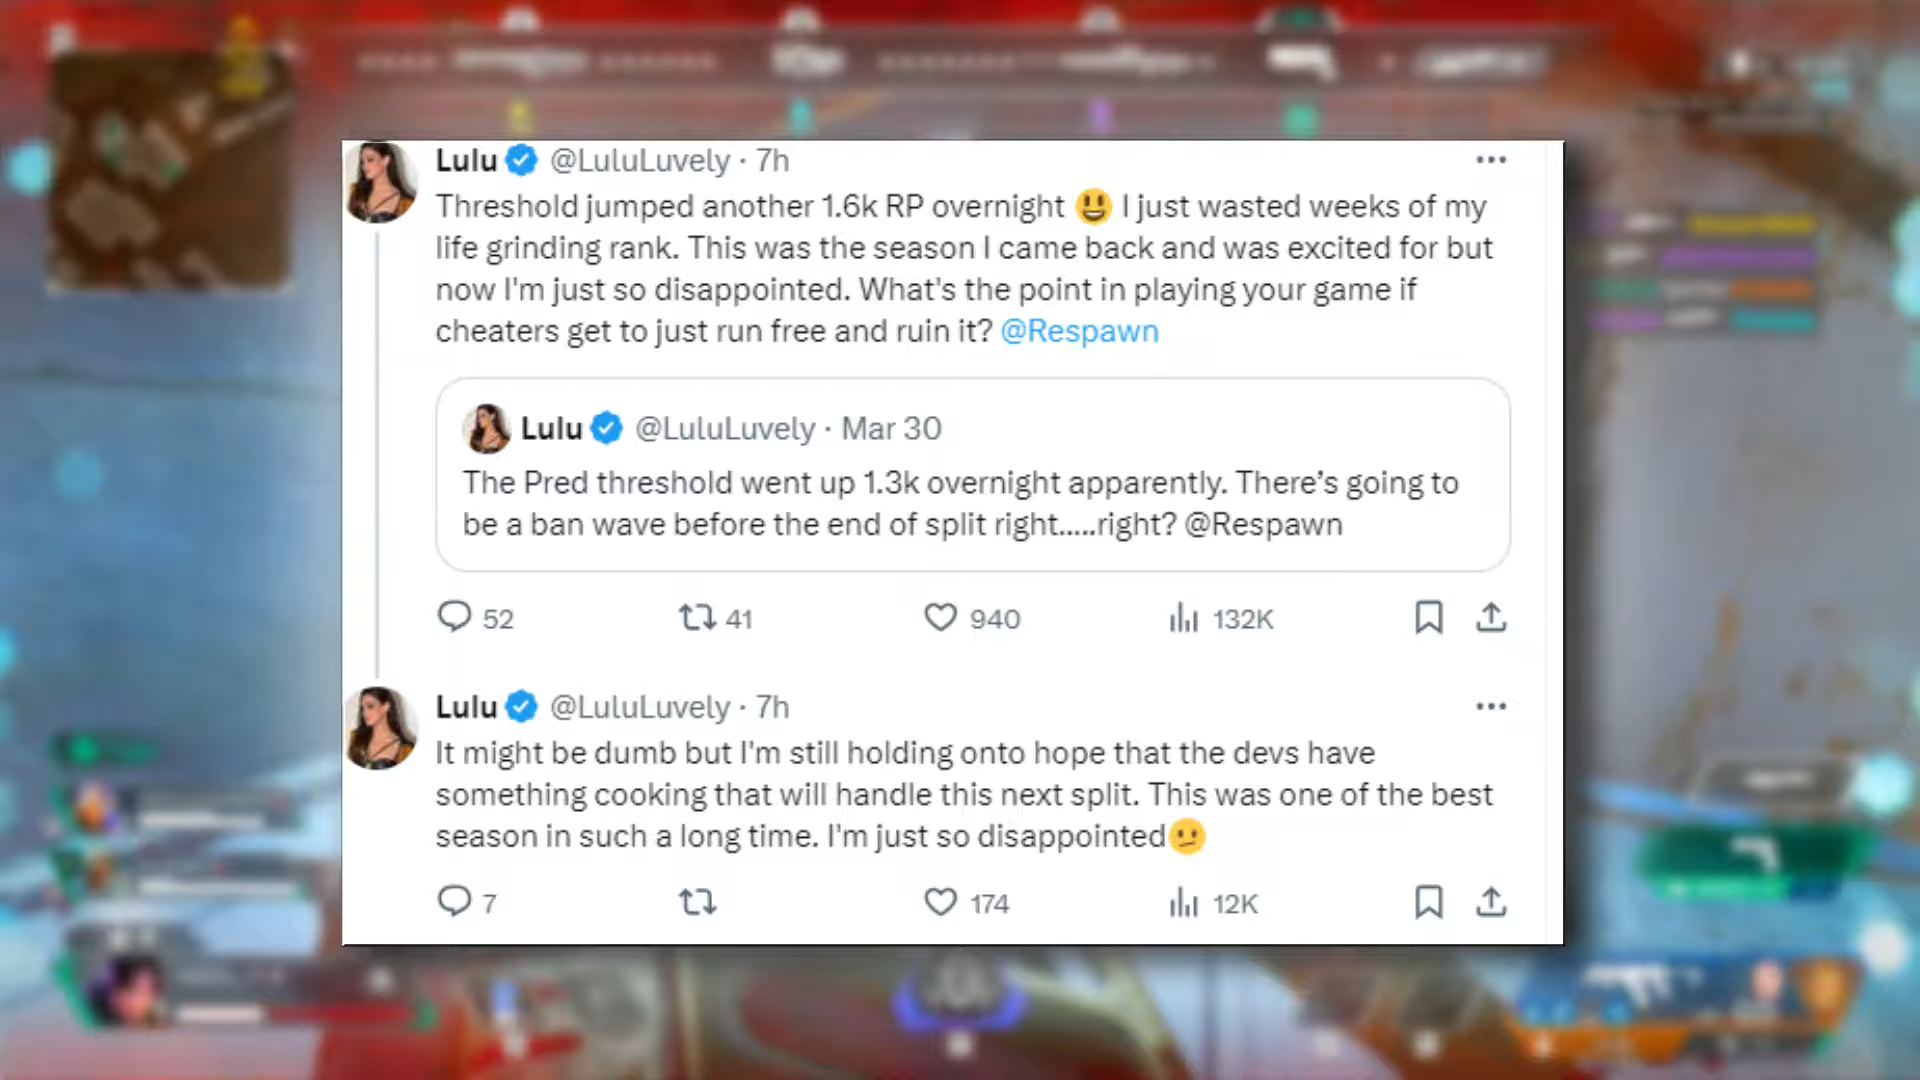 Lulu @LuluLuvely · 7h
Threshold jumped another 1.6k RP overnight 😃 I just wasted weeks of my
life grinding rank. This was the season I came back and was excited for but
now I'm just so disappointed. What's the point in playing your game if
cheaters get to just run free and ruin it? @Respawn
Lulu @LuluLuvely · Mar 30
The Pred threshold went up 1.3k overnight apparently. There’s going to
be a ban wave before the end of split right.....right? @Respawn
52 41 940 132K
Lulu @LuluLuvely · 7h
It might be dumb but I'm still holding onto hope that the devs have
something cooking that will handle this next split. This was one of the best
season in such a long time. I'm just so disappointed🫤
7 174 12K